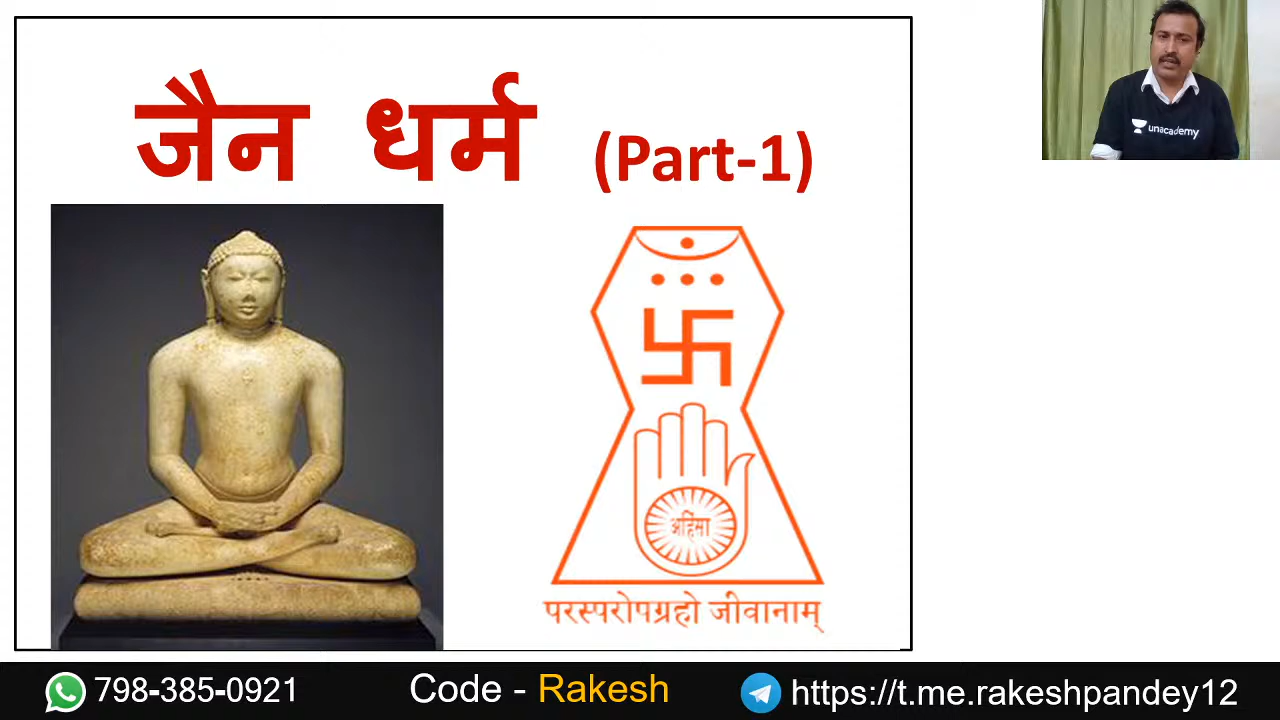 जैन धर्म (Part-1)
unacademy
अहिंसा
परस्परोपग्रहो जीवानाम्
798-385-0921
Code - Rakesh
https://t.me.rakeshpandey12